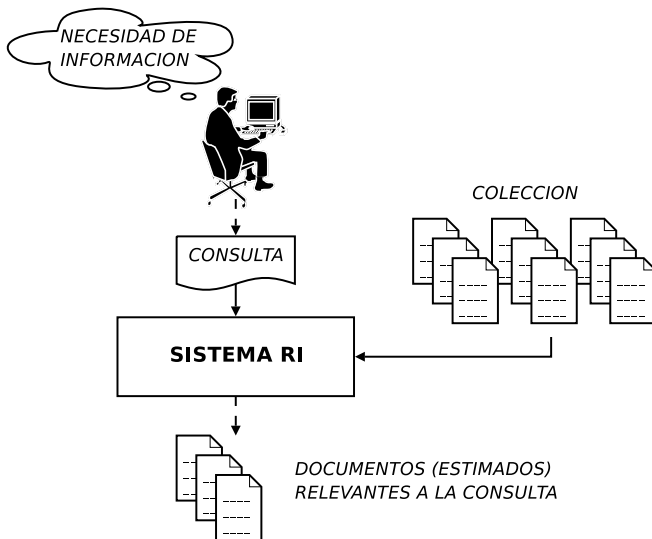 NECESIDAD DE
INFORMACION
COLECCION
CONSULTA
SISTEMA RI
DOCUMENTOS (ESTIMADOS)
RELEVANTES A LA CONSULTA